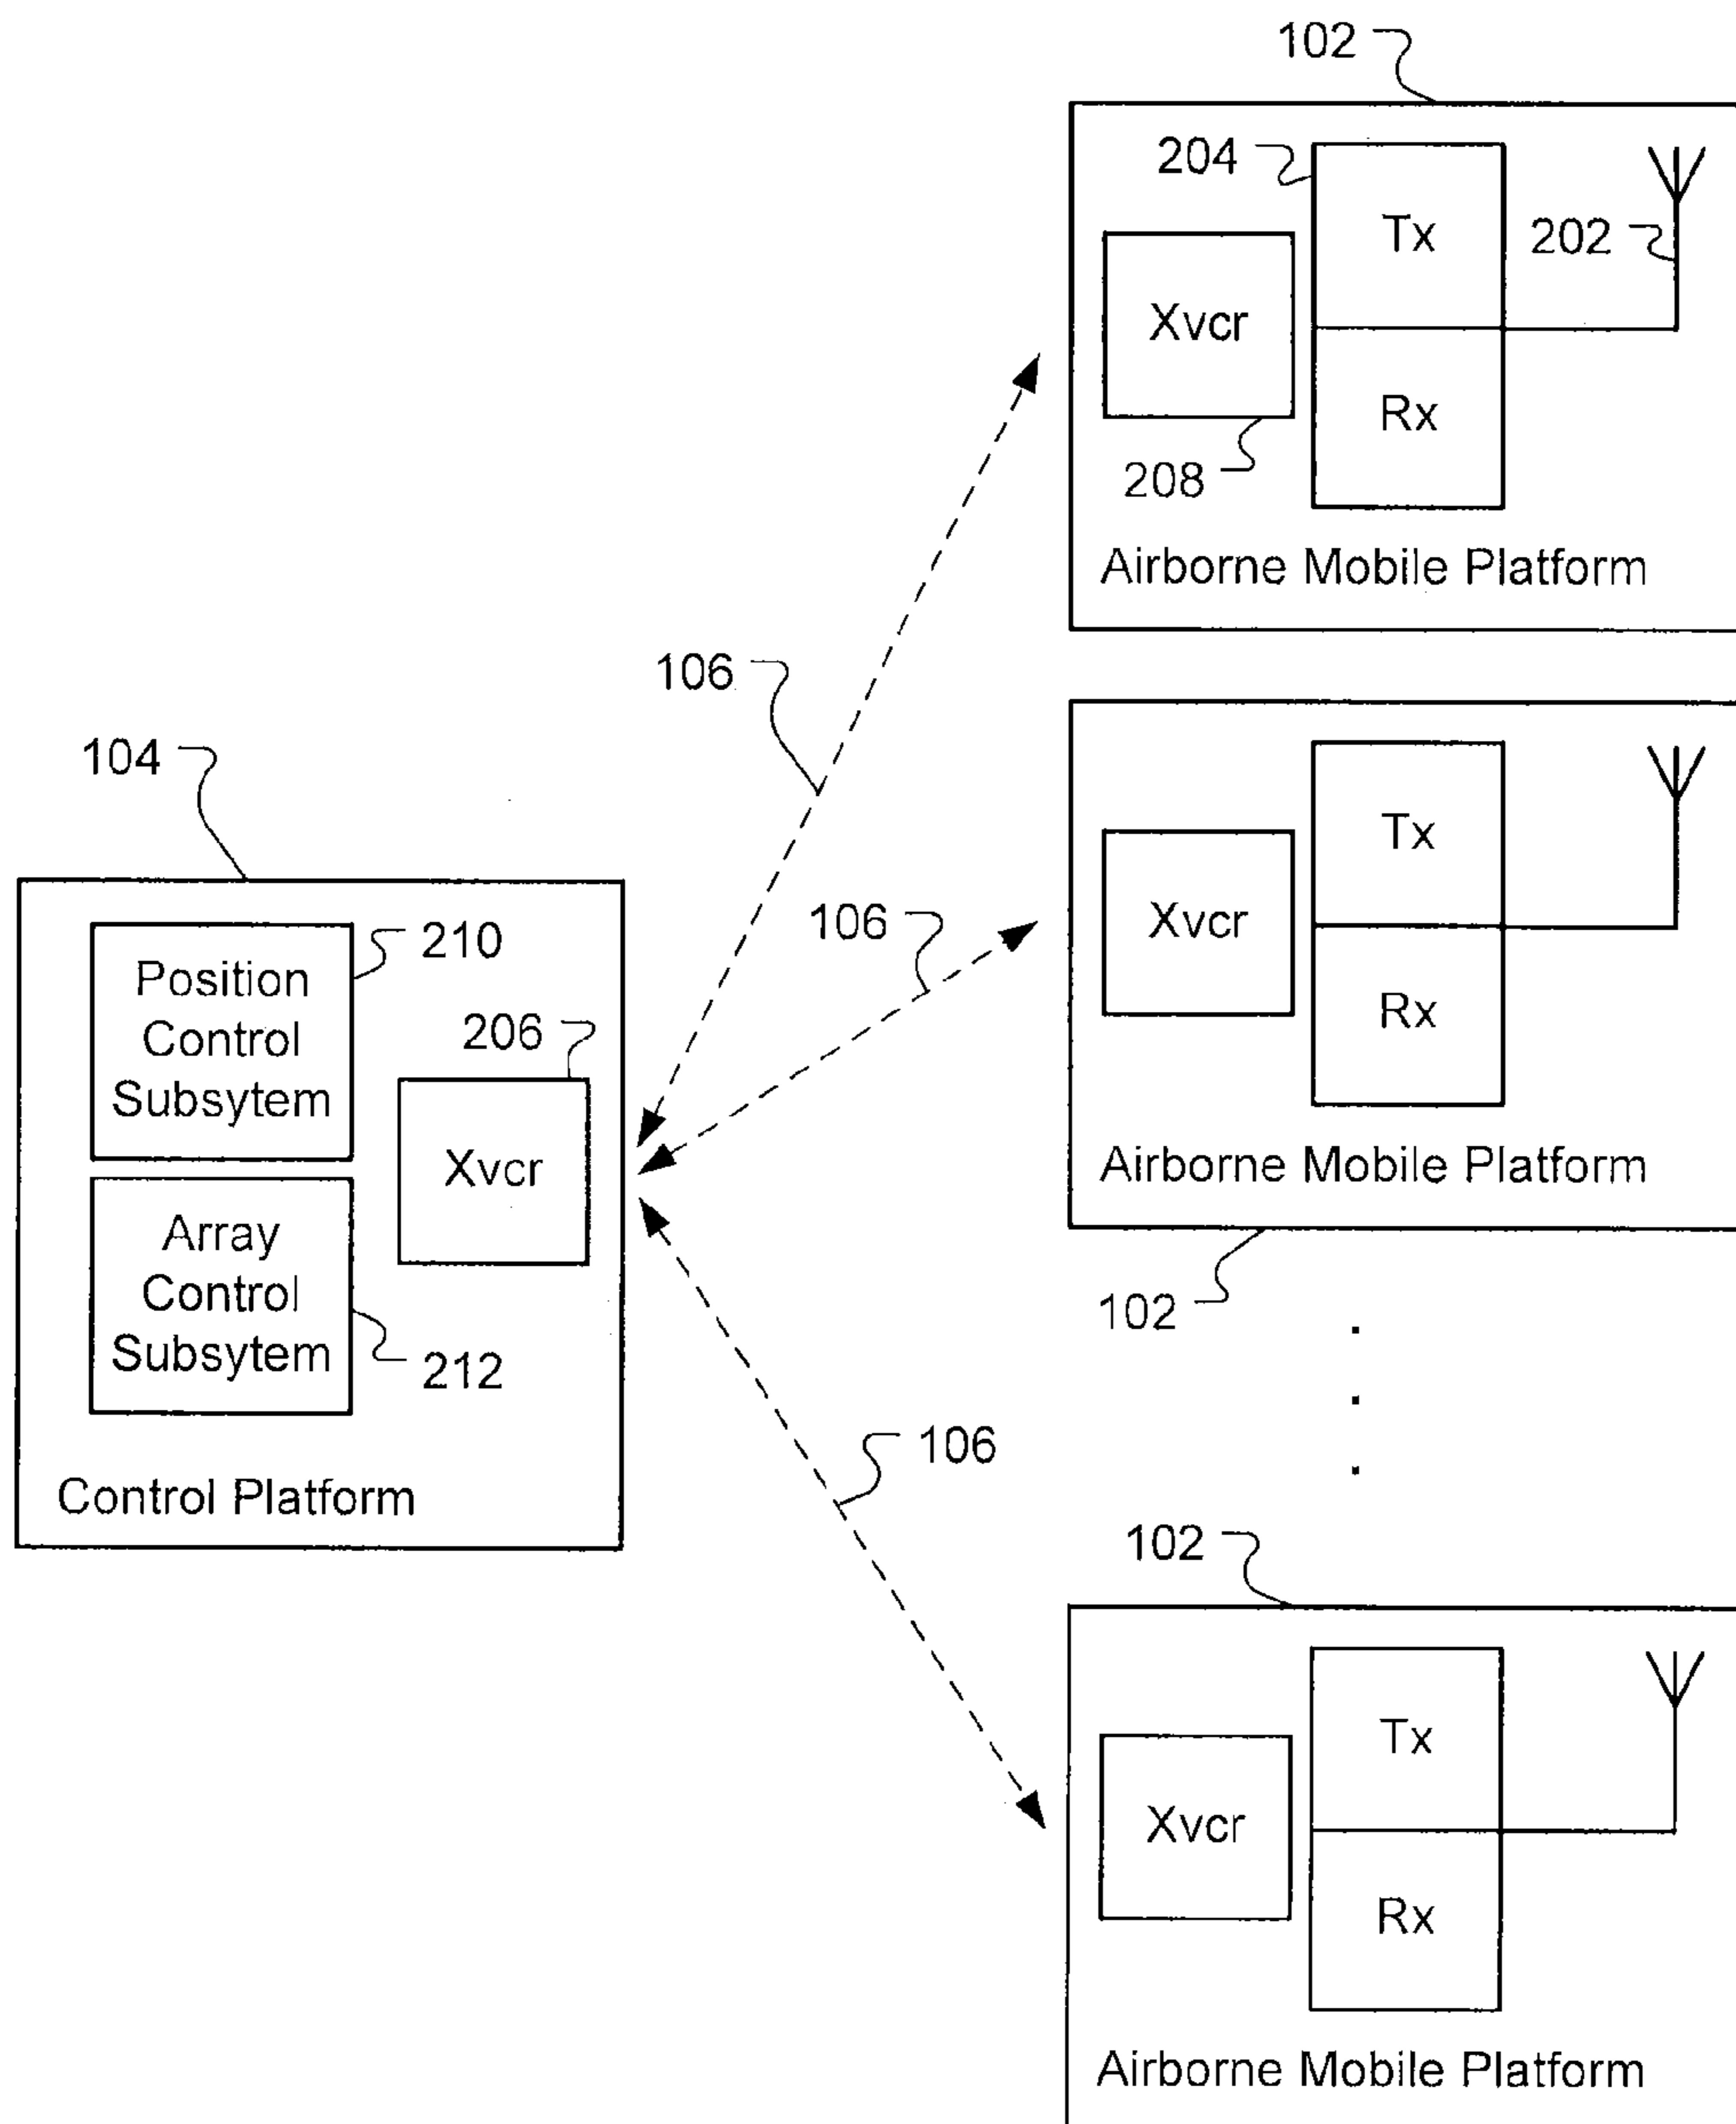 102
204
Tx
202
Xvcr
Rx
208
Airborne Mobile Platform
106
104
Tx
Xvcr
106
210
Position
Control
Subsytem
206
Rx
Xvcr
Airborne Mobile Platform
Array
Control
Subsytem
212
102
106
Control Platform
102
Tx
Xvcr
Rx
Airborne Mobile Platform